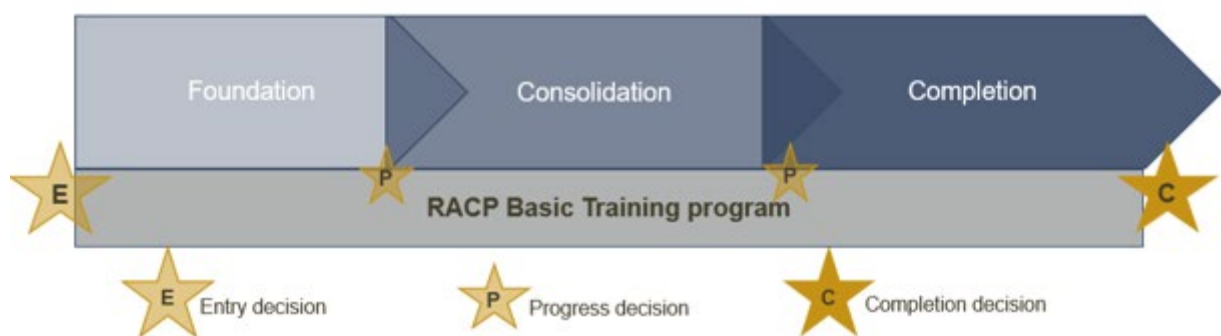 Foundation
Consolidation
Completion
E
P
P
C
RACP Basic Training program
E
Entry decision
P
Progress decision
C
Completion decision